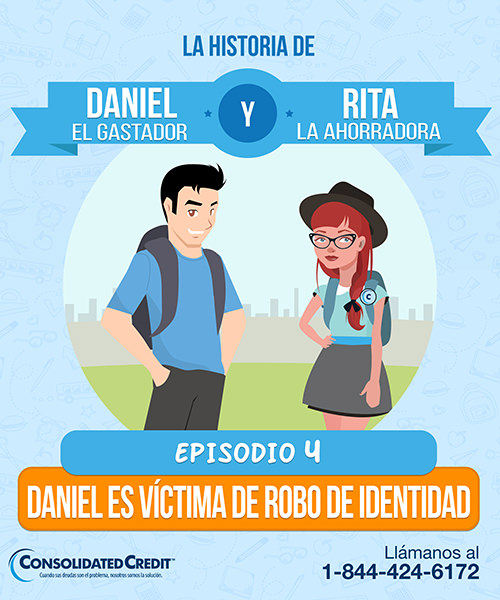 LA HISTORIA DE
DANIEL
EL GASTADOR
Y
RITA
LA AHORRADORA
C
EPISODIO 4
DANIEL ES VÍCTIMA DE ROBO DE IDENTIDAD
CONSOLIDATED CREDIT™
Cuando sus deudas son el problema, nosotros somos la solución.
Llámanos al
1-844-424-6172